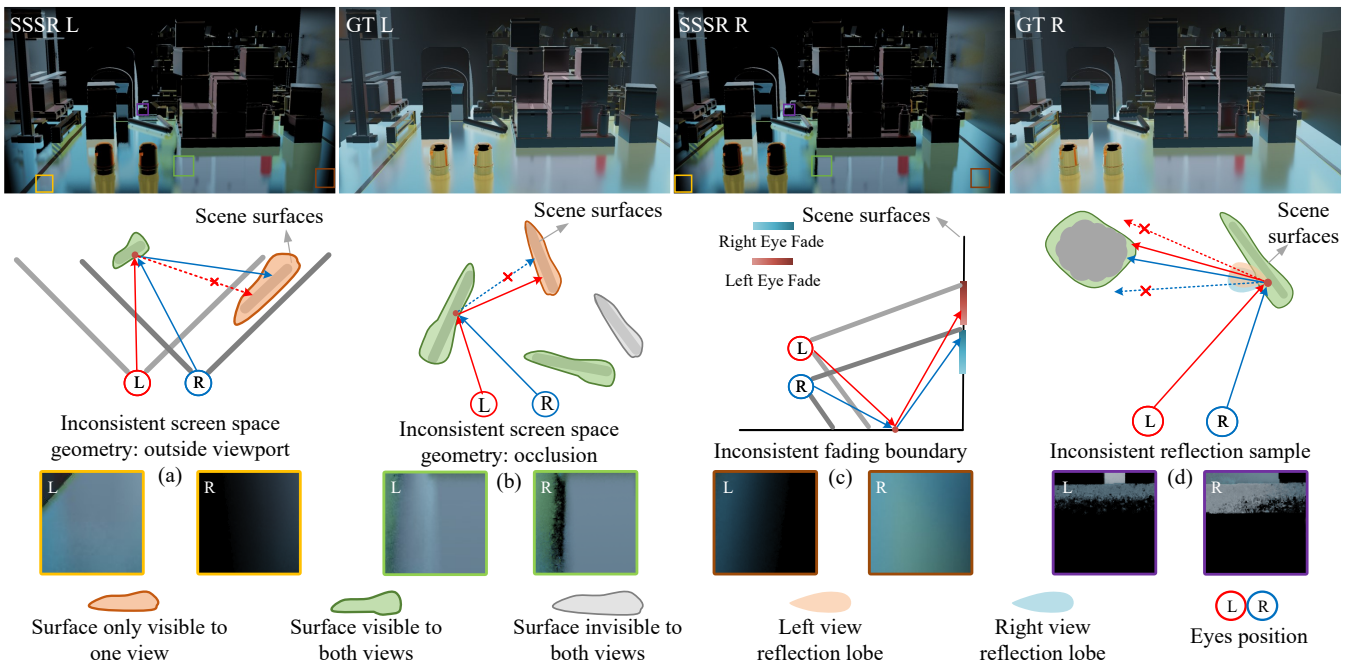 SSSR L
GT L
SSSR R
GT R
Scene surfaces
L
R
Inconsistent screen space
geometry: outside viewport
(a)
L
R
Scene surfaces
L
R
Inconsistent screen space
geometry: occlusion
(b)
L
R
Scene surfaces
Right Eye Fade
Left Eye Fade
L
R
Inconsistent fading boundary
(c)
L
R
Scene
surfaces
L
R
Inconsistent reflection sample
(d)
L
R
Surface only visible to
one view
Surface visible to
both views
Surface invisible to
both views
Left view
reflection lobe
Right view
reflection lobe
L R
Eyes position